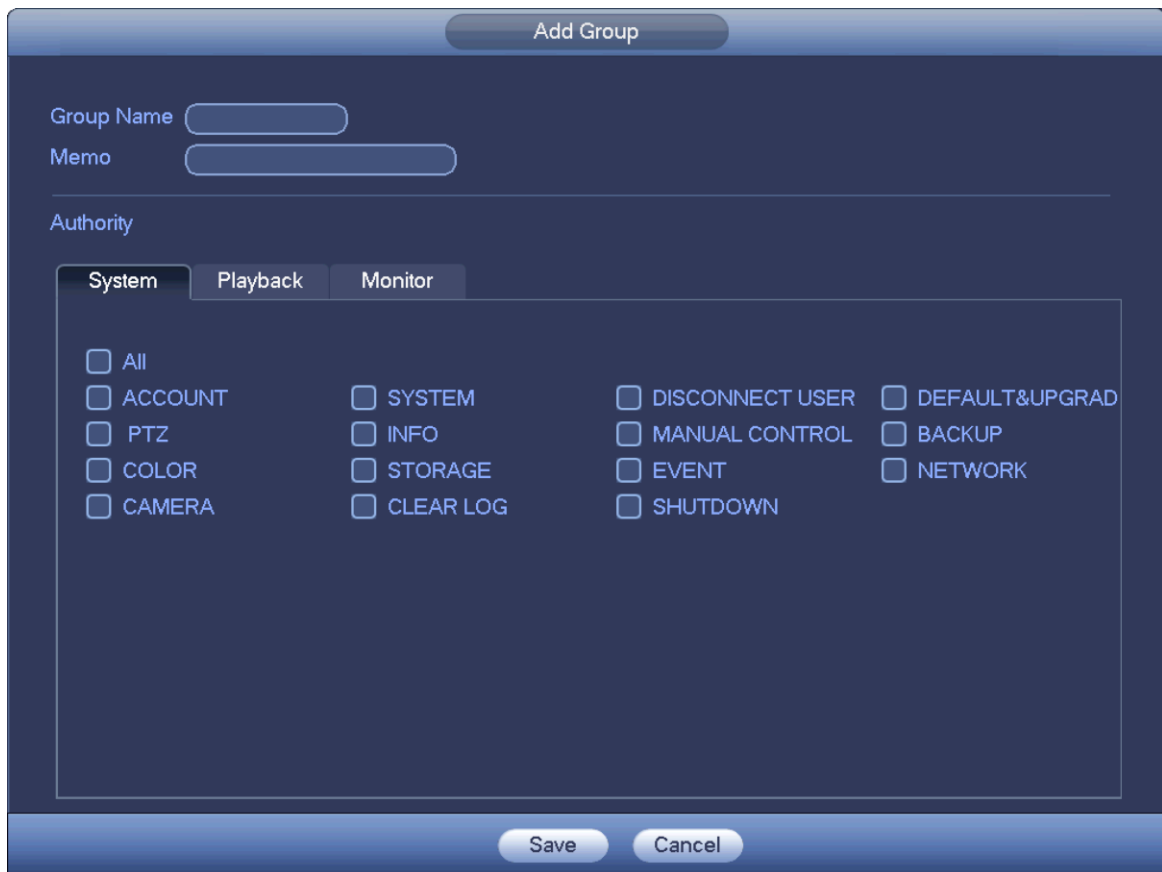 Add Group
Group Name
Memo
Authority
System Playback Monitor
All
ACCOUNT SYSTEM DISCONNECT USER DEFAULT&UPGRAD
PTZ INFO MANUAL CONTROL BACKUP
COLOR STORAGE EVENT NETWORK
CAMERA CLEAR LOG SHUTDOWN
Save Cancel